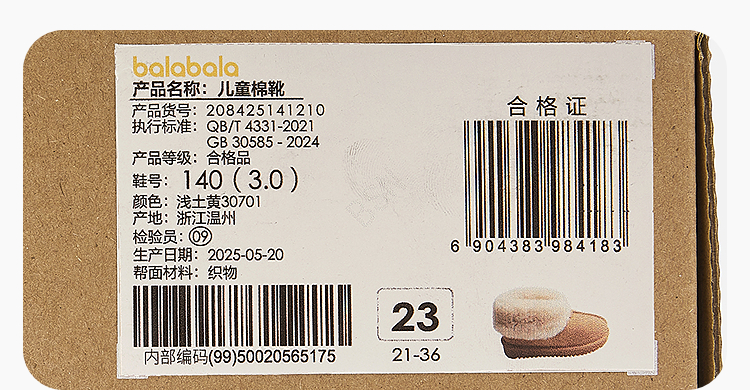 balabala
产品名称：儿童棉靴
产品货号：208425141210
执行标准：QB/T 4331-2021
GB 30585 - 2024
产品等级：合格品
鞋号：140（3.0）
颜色：浅土黄30701
产地：浙江温州
检验员：09
生产日期：2025-05-20
帮面材料：织物
内部编码(99)50020565175
合格证
6 904383 984183
23
21-36